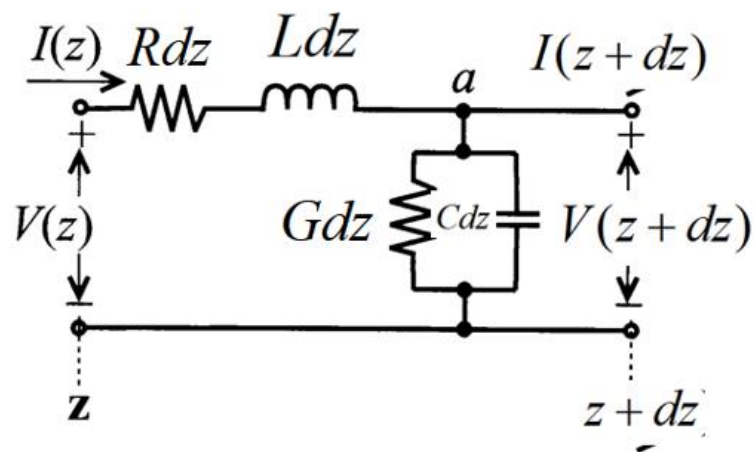 I(z) Rdz Ldz a I(z + dz)
+ +
V(z) Gdz Cdz V(z + dz)
− −
z z + dz